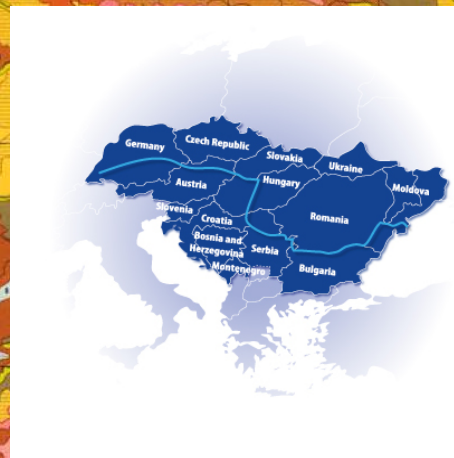 Germany
Czech Republic
Slovakia
Ukraine
Moldova
Austria
Hungary
Romania
Slovenia
Croatia
Bosnia and
Herzegovina
Serbia
Montenegro
Bulgaria